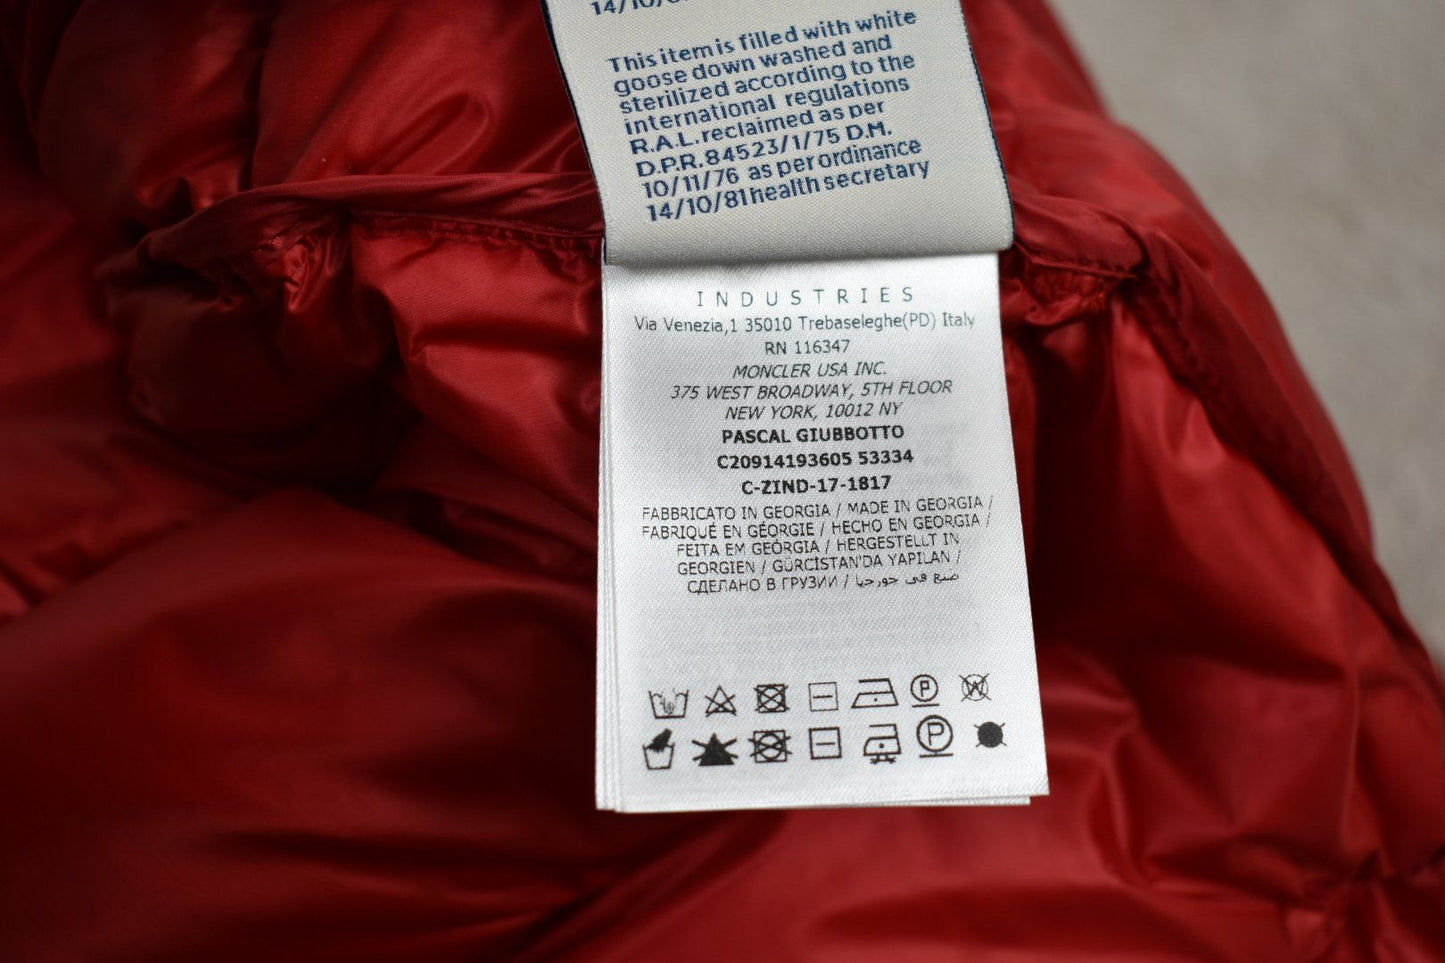 14/10/8
This item is filled with white
goose down washed and
sterilized according to the
international regulations
R.A.L. reclaimed as per
D.P.R. 84523/1/75 D.M.
10/11/76 as per ordinance
14/10/81 health secretary
INDUSTRIES
Via Venezia,1 35010 Trebaseleghe(PD) Italy
RN 116347
MONCLER USA INC.
375 WEST BROADWAY, 5TH FLOOR
NEW YORK, 10012 NY
PASCAL GIUBBOTTO
C20914193605 53334
C-ZIND-17-1817
FABBRICATO IN GEORGIA / MADE IN GEORGIA /
FABRIQUÉ EN GÉORGIE / HECHO EN GEORGIA /
FEITA EM GEÓRGIA / HERGESTELLT IN
GEORGIEN / GÜRCİSTAN'DA YAPILAN /
СДЕЛАНО В ГРУЗИИ / صنع في جورجيا
P W
P